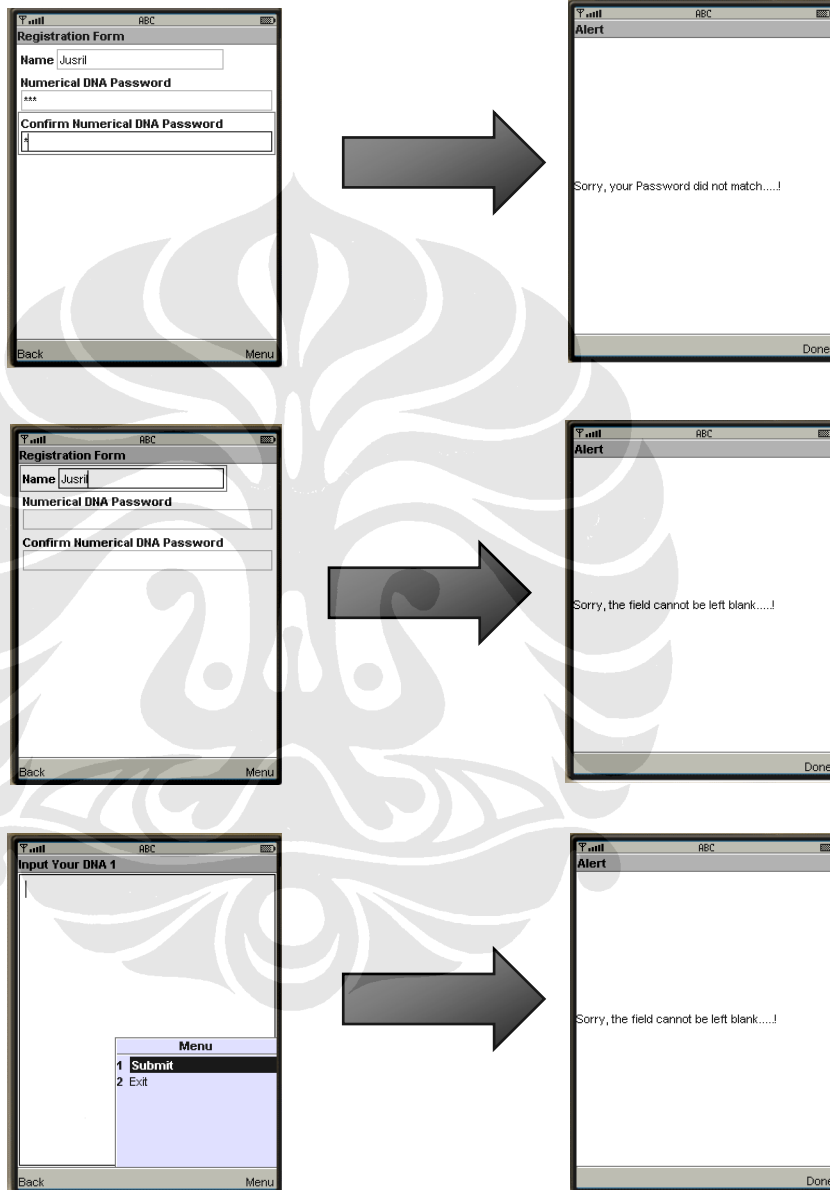 ABC
Registration Form
Name Jusril
Numerical DNA Password
***
Confirm Numerical DNA Password
*
Back Menu
ABC
Alert
Sorry, your Password did not match.....!
Done
ABC
Registration Form
Name Jusril
Numerical DNA Password
Confirm Numerical DNA Password
Back Menu
ABC
Alert
Sorry, the field cannot be left blank.....!
Done
ABC
Input Your DNA 1
Menu
1 Submit
2 Exit
Back Menu
ABC
Alert
Sorry, the field cannot be left blank.....!
Done